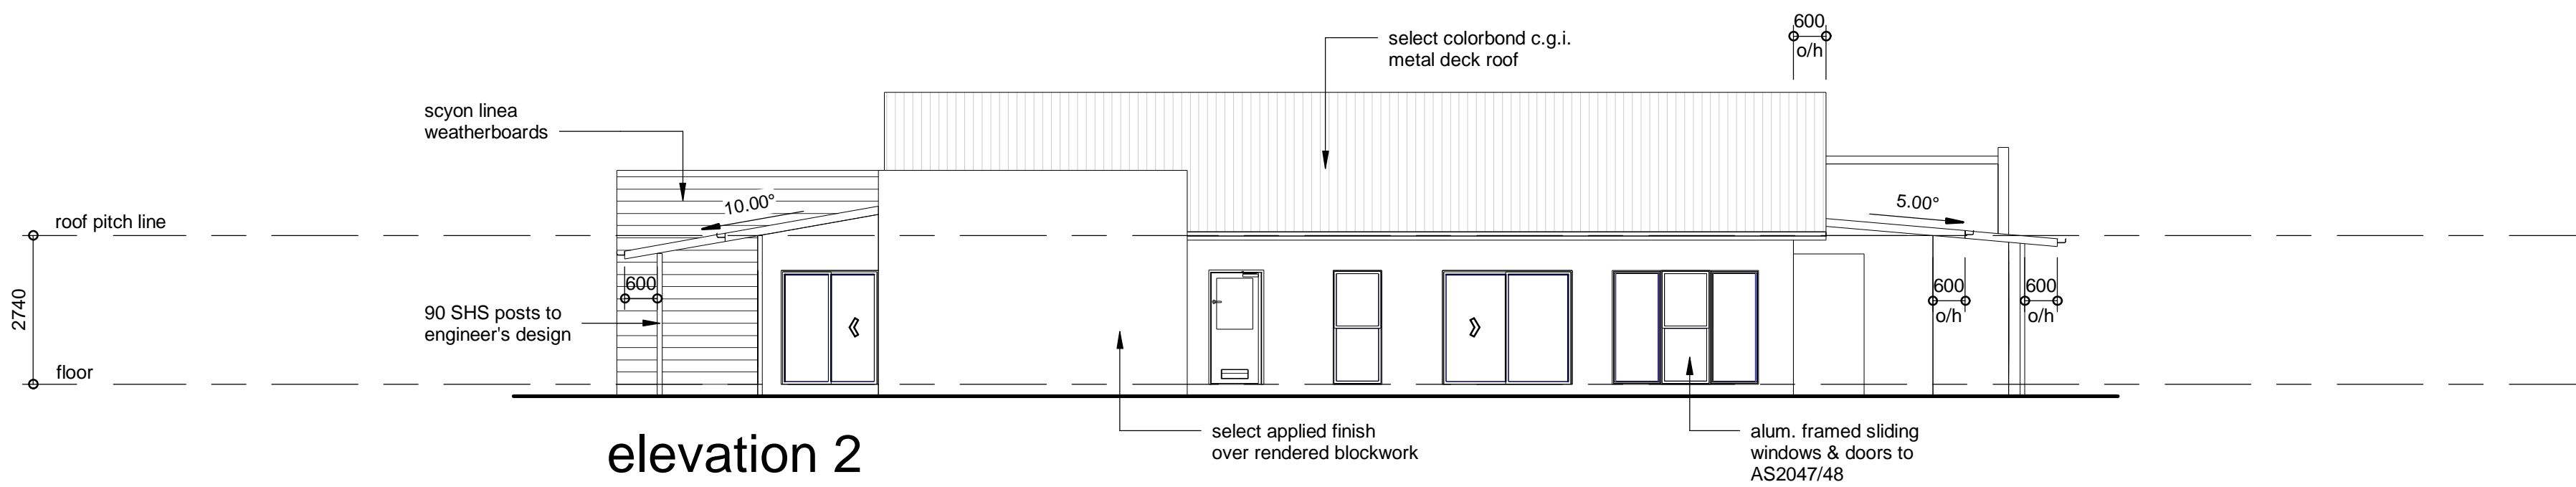 600
o/h
select colorbond c.g.i.
metal deck roof
scyon linea
weatherboards
10.00°
5.00°
roof pitch line
600
600
o/h
600
o/h
2740
90 SHS posts to
engineer's design
floor
select applied finish
over rendered blockwork
alum. framed sliding
windows & doors to
AS2047/48
elevation 2